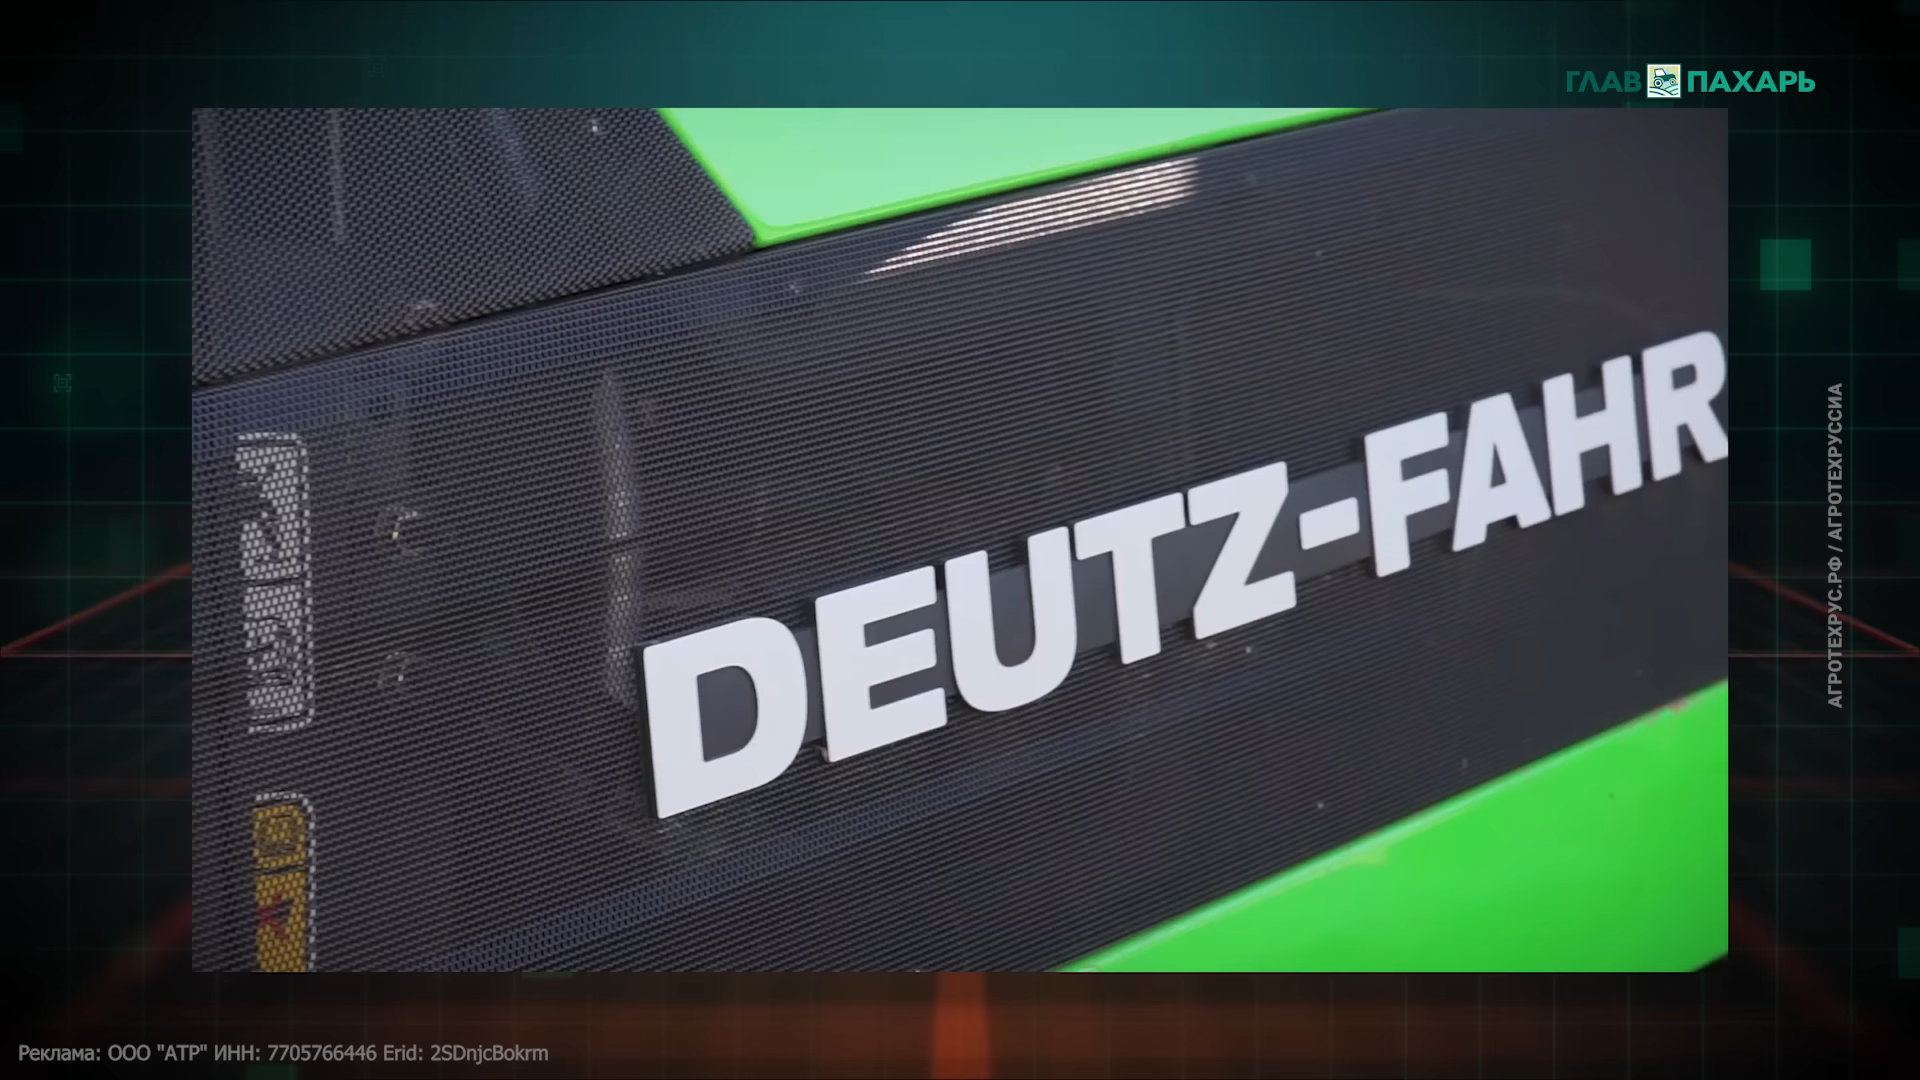 ГЛАВ ПАХАРЬ
DEUTZ-FAHR
АГРОТЕХРУС.РФ / АГРОТЕХРУССИА
Реклама: ООО "АТР" ИНН: 7705766446 Erid: 2SDnjcBokrm